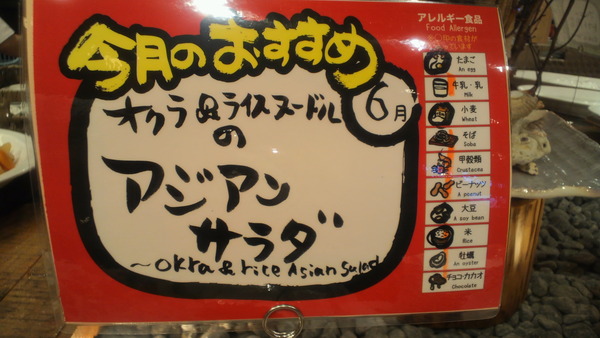 今月のおすすめ
6月
オクラ&ライスヌードル
の
アジアン
サラダ
~okra & rice Asian Salad
アレルギー食品
Food Allergen
たまご
An egg
牛乳・乳
Milk
小麦
Wheat
そば
Soba
甲殻類
Crustacea
ピーナッツ
A peanut
大豆
A soy bean
米
Rice
牡蠣
An oyster
チョコ・カカオ
Chocolate